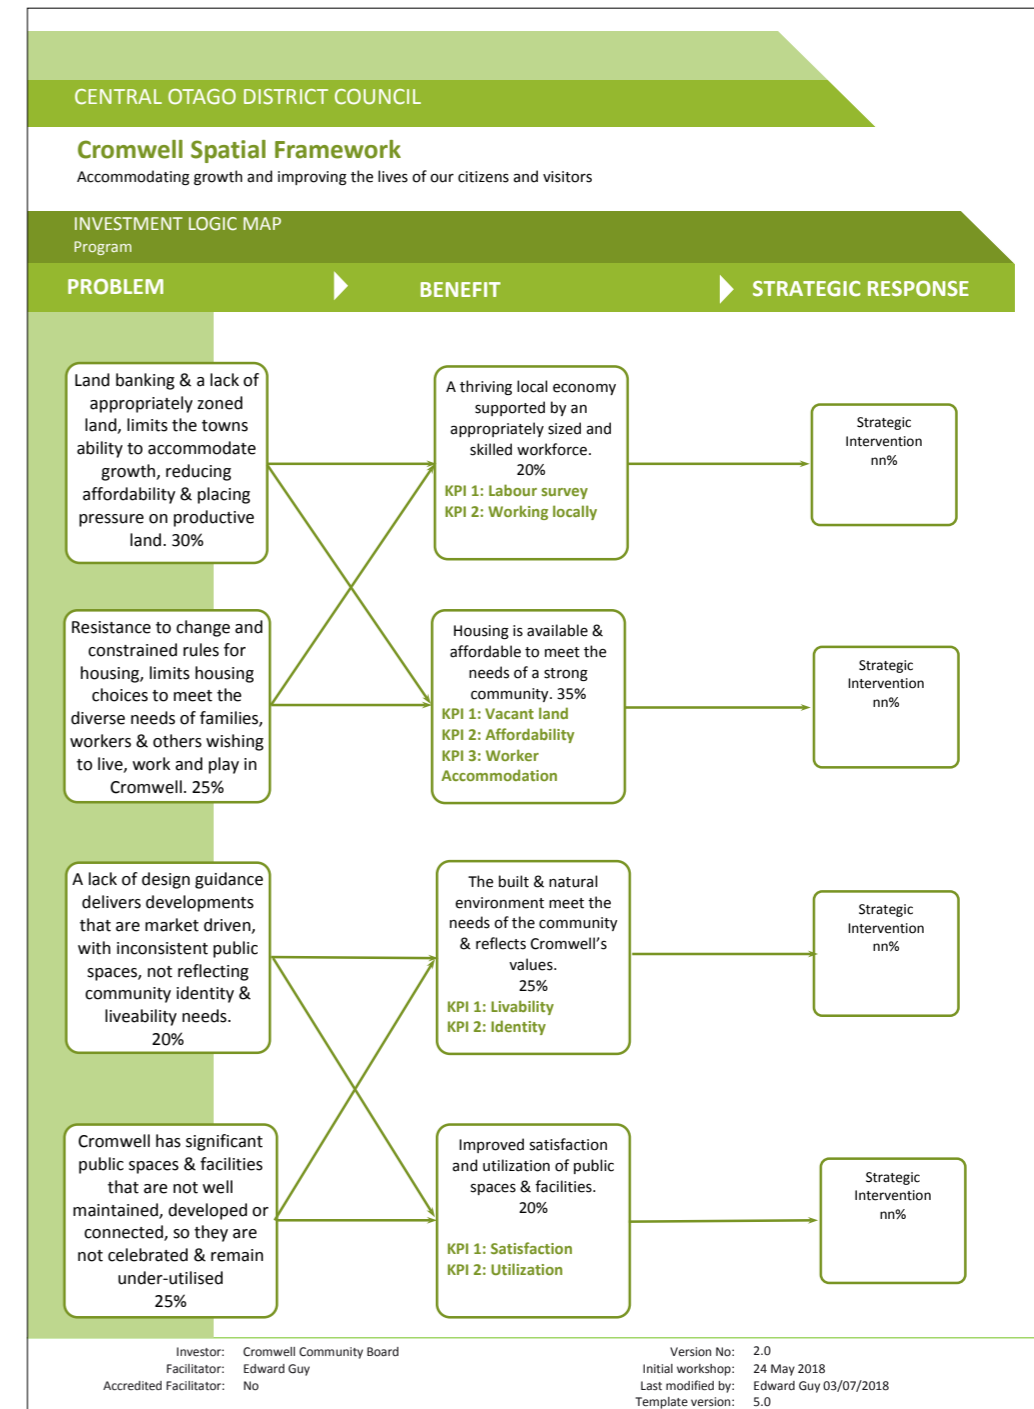 CENTRAL OTAGO DISTRICT COUNCIL
Cromwell Spatial Framework
Accommodating growth and improving the lives of our citizens and visitors
INVESTMENT LOGIC MAP
Program
PROBLEM
BENEFIT
STRATEGIC RESPONSE
Land banking & a lack of
appropriately zoned
land, limits the towns
ability to accommodate
growth, reducing
affordability & placing
pressure on productive
land. 30%
A thriving local economy
supported by an
appropriately sized and
skilled workforce.
20%
KPI 1: Labour survey
KPI 2: Working locally
Strategic
Intervention
nn%
Resistance to change and
constrained rules for
housing, limits housing
choices to meet the
diverse needs of families,
workers & others wishing
to live, work and play in
Cromwell. 25%
Housing is available &
affordable to meet the
needs of a strong
community. 35%
KPI 1: Vacant land
KPI 2: Affordability
KPI 3: Worker
Accommodation
Strategic
Intervention
nn%
A lack of design guidance
delivers developments
that are market driven,
with inconsistent public
spaces, not reflecting
community identity &
liveability needs.
20%
The built & natural
environment meet the
needs of the community
& reflects Cromwell's
values.
25%
KPI 1: Livability
KPI 2: Identity
Strategic
Intervention
nn%
Cromwell has significant
public spaces & facilities
that are not well
maintained, developed or
connected, so they are
not celebrated & remain
under-utilised
25%
Improved satisfaction
and utilization of public
spaces & facilities.
20%
KPI 1: Satisfaction
KPI 2: Utilization
Strategic
Intervention
nn%
Investor: Cromwell Community Board
Facilitator: Edward Guy
Accredited Facilitator: No
Version No: 2.0
Initial workshop: 24 May 2018
Last modified by: Edward Guy 03/07/2018
Template version: 5.0